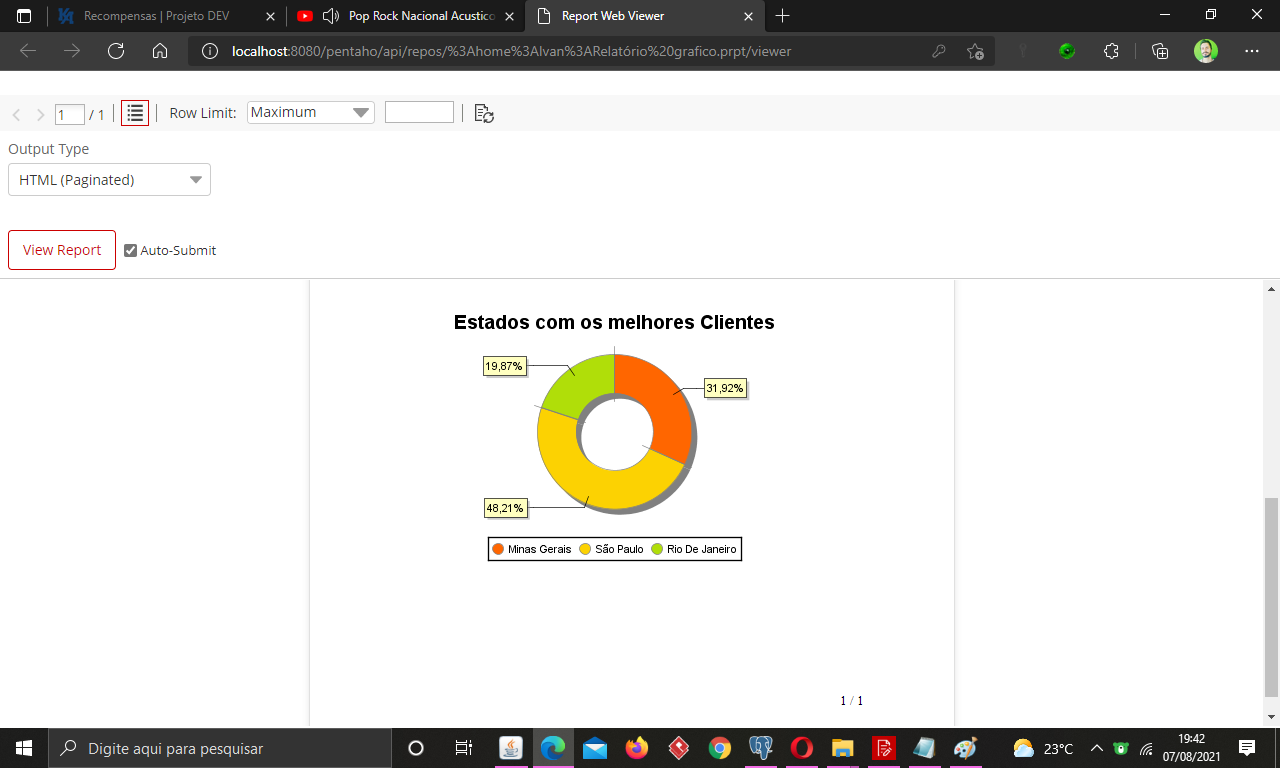 Recompensas | Projeto DEV
Pop Rock Nacional Acustico
Report Web Viewer
localhost:8080/pentaho/api/repos/%3Ahome%3AIvan%3ARelatório%20grafico.prpt/viewer
1 / 1
Row Limit:
Maximum
Output Type
HTML (Paginated)
View Report
Auto-Submit
Estados com os melhores Clientes
19,87%
31,92%
48,21%
Minas Gerais
São Paulo
Rio De Janeiro
1 / 1
Digite aqui para pesquisar
23°C
19:42
07/08/2021